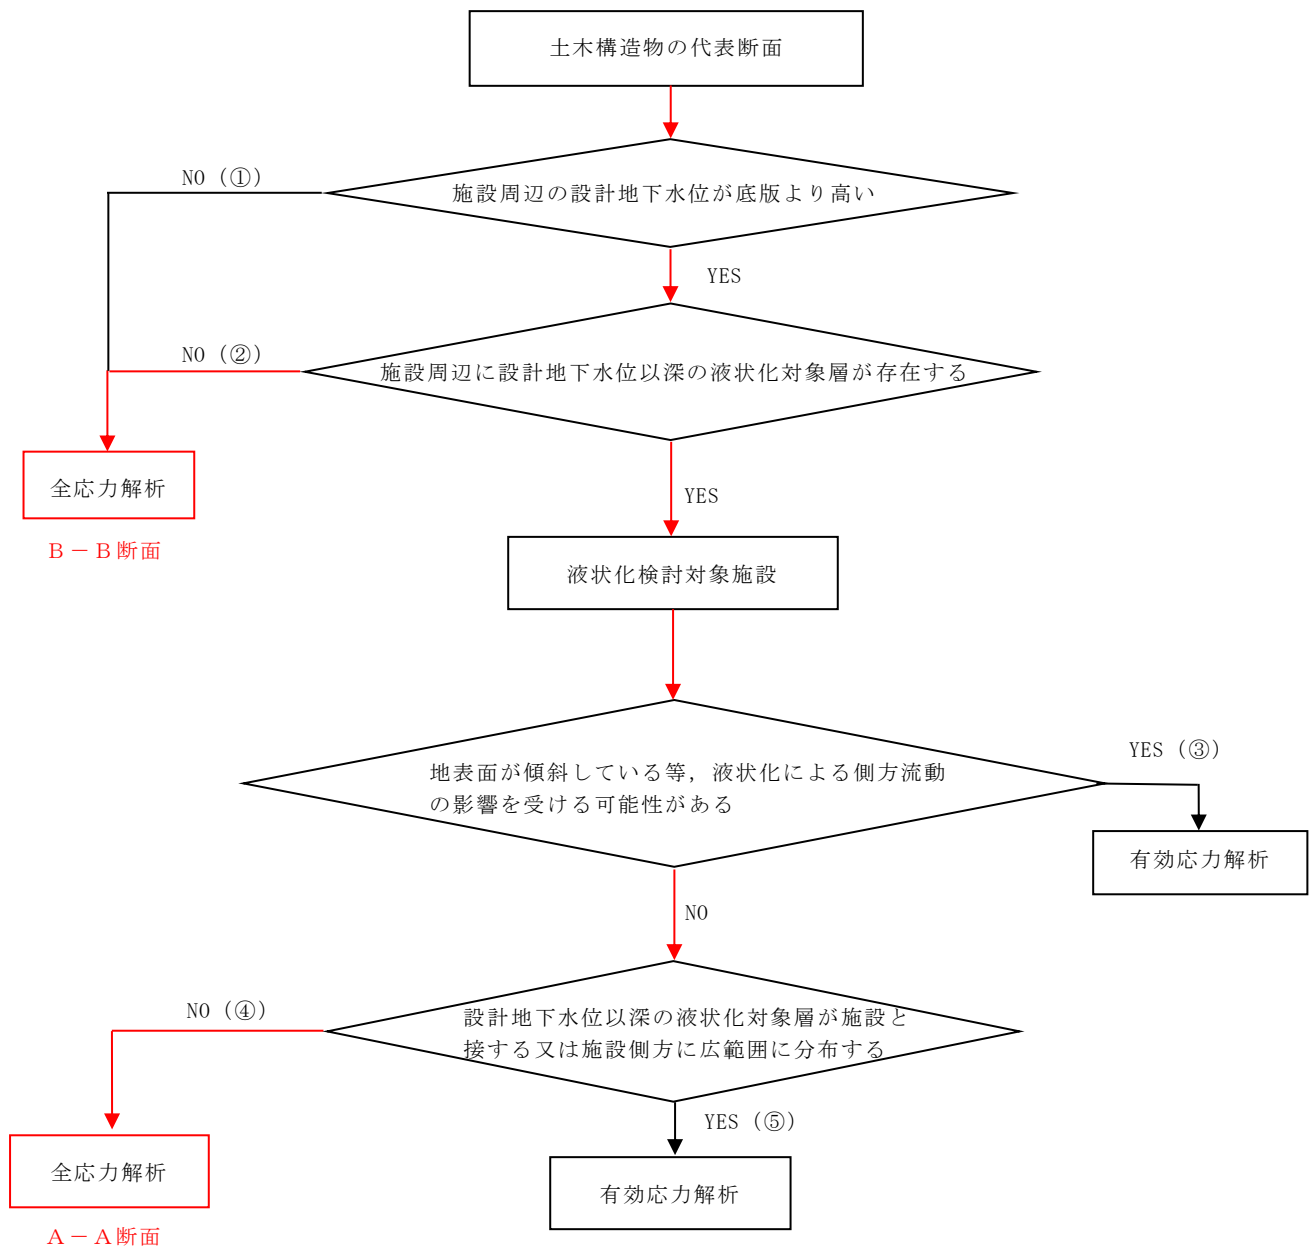 土木構造物の代表断面
NO（①）
施設周辺の設計地下水位が底版より高い
YES
NO（②）
施設周辺に設計地下水位以深の液状化対象層が存在する
全応力解析
B－B断面
YES
液状化検討対象施設
地表面が傾斜している等，液状化による側方流動
の影響を受ける可能性がある
YES（③）
有効応力解析
NO
NO（④）
設計地下水位以深の液状化対象層が施設と
接する又は施設側方に広範囲に分布する
全応力解析
A－A断面
YES（⑤）
有効応力解析